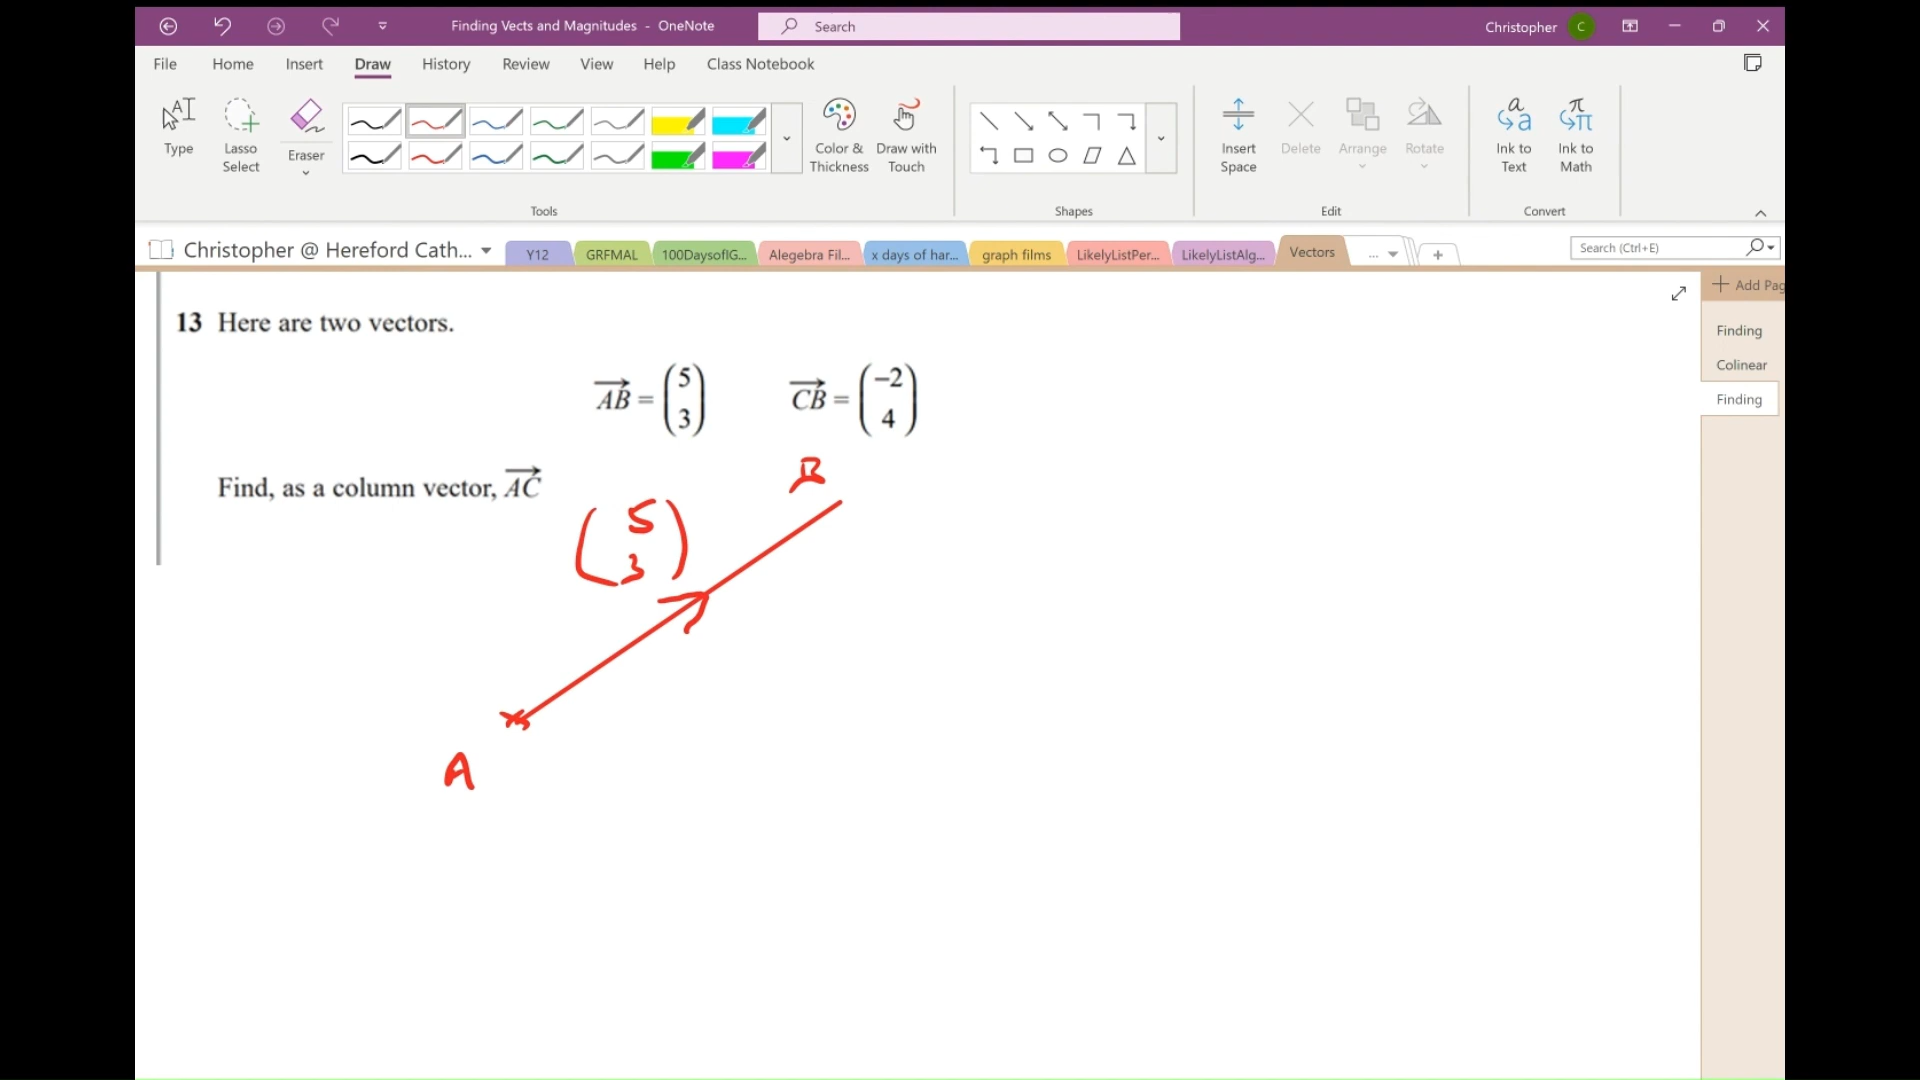 Finding Vects and Magnitudes - OneNote
Search
Christopher
C
File Home Insert Draw History Review View Help Class Notebook
Type
Lasso
Select
Eraser
Color &
Thickness
Draw with
Touch
Insert
Space
Delete
Arrange
Rotate
Ink to
Text
Ink to
Math
Tools
Shapes
Edit
Convert
Christopher @ Hereford Cath...
Y12
GRFMAL
100DaysofIG...
Alegebra Fil...
x days of har...
graph films
LikelyListPer...
LikelyListAlg...
Vectors
...
Search (Ctrl+E)
Add Pag
Finding
Colinear
Finding
13 Here are two vectors.
AB = (5 3) CB = (−2 4)
Find, as a column vector, AC
B
(5 3)
A